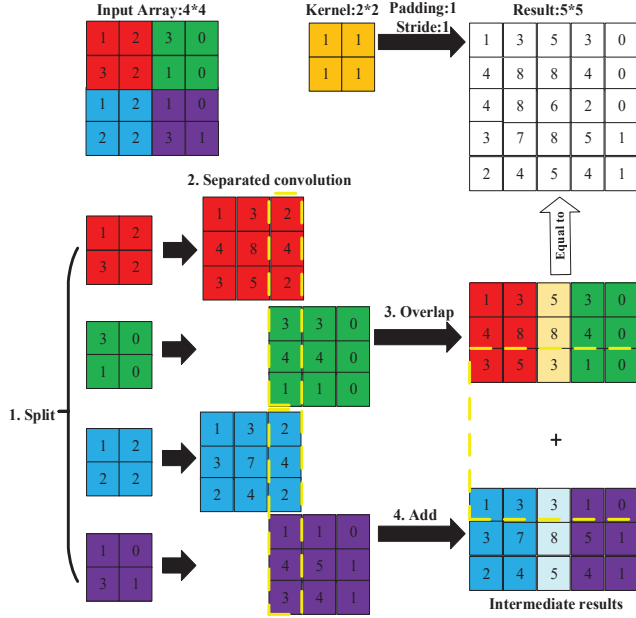 Input Array:4*4
Kernel:2*2
Padding:1
Stride:1
Result:5*5
1 2 3 0
3 2 1 0
1 2 1 0
2 2 3 1
1 1
1 1
1 3 5 3 0
4 8 8 4 0
4 8 6 2 0
3 7 8 5 1
2 4 5 4 1
Equal to
1. Split
1 2
3 2
3 0
1 0
1 2
2 2
1 0
3 1
2. Separated convolution
1 3 2
4 8 4
3 5 2
3 3 0
4 4 0
1 1 0
1 3 2
3 7 4
2 4 2
1 1 0
4 5 1
3 4 1
3. Overlap
1 3 5 3 0
4 8 8 4 0
3 5 3 1 0
+
4. Add
1 3 3 1 0
3 7 8 5 1
2 4 5 4 1
Intermediate results